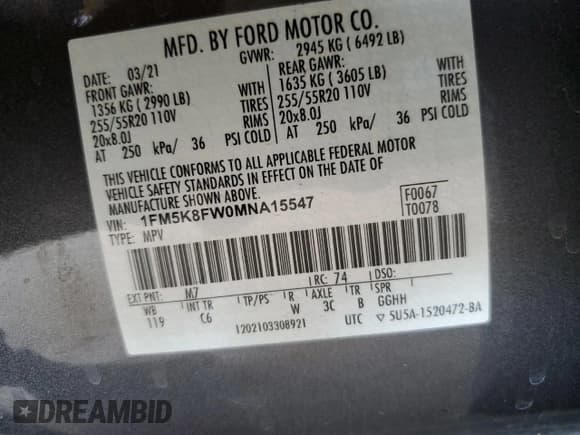 MFD. BY FORD MOTOR CO.
DATE: 03/21 GVWR: 2945 KG ( 6492 LB)
FRONT GAWR: REAR GAWR:
1356 KG ( 2990 LB) WITH 1635 KG ( 3605 LB) WITH
255/55R20 110V TIRES 255/55R20 110V TIRES
20x8.0J RIMS 20x8.0J RIMS
AT 250 kPa/ 36 PSI COLD AT 250 kPa/ 36 PSI COLD
THIS VEHICLE CONFORMS TO ALL APPLICABLE FEDERAL MOTOR
VEHICLE SAFETY STANDARDS IN EFFECT ON THE DATE OF
MANUFACTURE SHOWN ABOVE.
VIN: 1FM5K8FW0MNA15547 F0067
TYPE: MPV T0078
EXT PNT: M7 RC: 74 DSO:
WB INT TR TP/PS R AXLE TR SPR
119 C6 W 3C B GGHH
1202103308921 UTC ▽ 5U5A-1520472-BA
DREAMBID